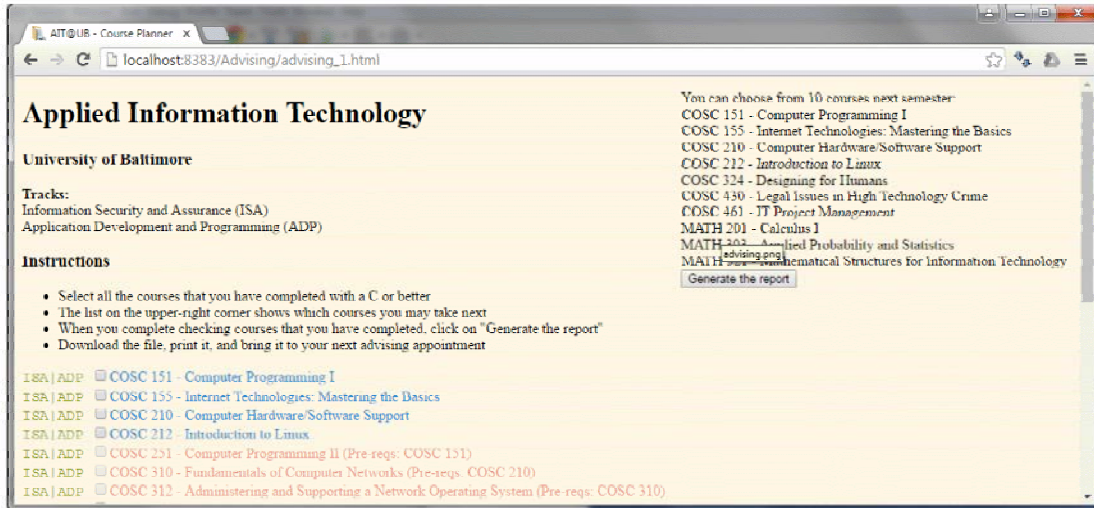 AIT@UB - Course Planner
localhost:8383/Advising/advising_1.html
Applied Information Technology
University of Baltimore
Tracks:
Information Security and Assurance (ISA)
Application Development and Programming (ADP)
Instructions
• Select all the courses that you have completed with a C or better
• The list on the upper-right corner shows which courses you may take next
• When you complete checking courses that you have completed, click on "Generate the report"
• Download the file, print it, and bring it to your next advising appointment
ISA|ADP COSC 151 - Computer Programming I
ISA|ADP COSC 155 - Internet Technologies: Mastering the Basics
ISA|ADP COSC 210 - Computer Hardware/Software Support
ISA|ADP COSC 212 - Introduction to Linux
ISA|ADP COSC 251 - Computer Programming II (Pre-reqs: COSC 151)
ISA|ADP COSC 310 - Fundamentals of Computer Networks (Pre-reqs: COSC 210)
ISA|ADP COSC 312 - Administering and Supporting a Network Operating System (Pre-reqs: COSC 310)
You can choose from 10 courses next semester:
COSC 151 - Computer Programming I
COSC 155 - Internet Technologies: Mastering the Basics
COSC 210 - Computer Hardware/Software Support
COSC 212 - Introduction to Linux
COSC 324 - Designing for Humans
COSC 430 - Legal Issues in High Technology Crime
COSC 461 - IT Project Management
MATH 201 - Calculus I
MATH Applied Probability and Statistics
advising.png
MATH Mathematical Structures for Information Technology
Generate the report